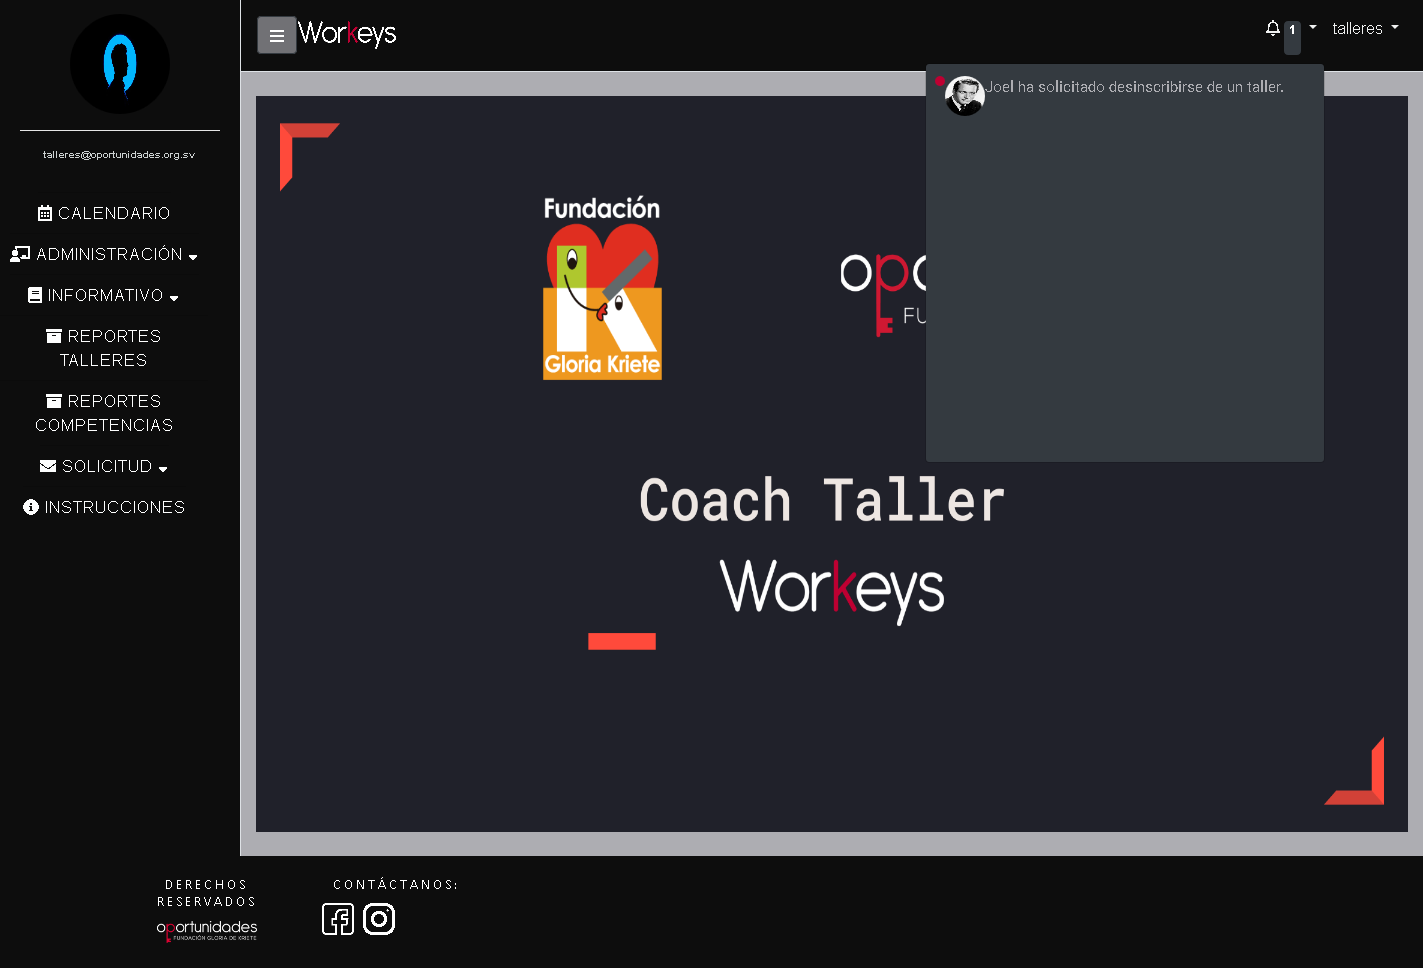 talleres@oportunidades.org.sv
CALENDARIO
ADMINISTRACIÓN
INFORMATIVO
REPORTES
TALLERES
REPORTES
COMPETENCIAS
SOLICITUD
INSTRUCCIONES
Workeys
1
talleres
Joel ha solicitado desinscribirse de un taller.
Fundación
Gloria Kriete
opo
FU
Coach Taller
Workeys
DERECHOS
RESERVADOS
oportunidades
FUNDACIÓN GLORIA DE KRIETE
CONTÁCTANOS: